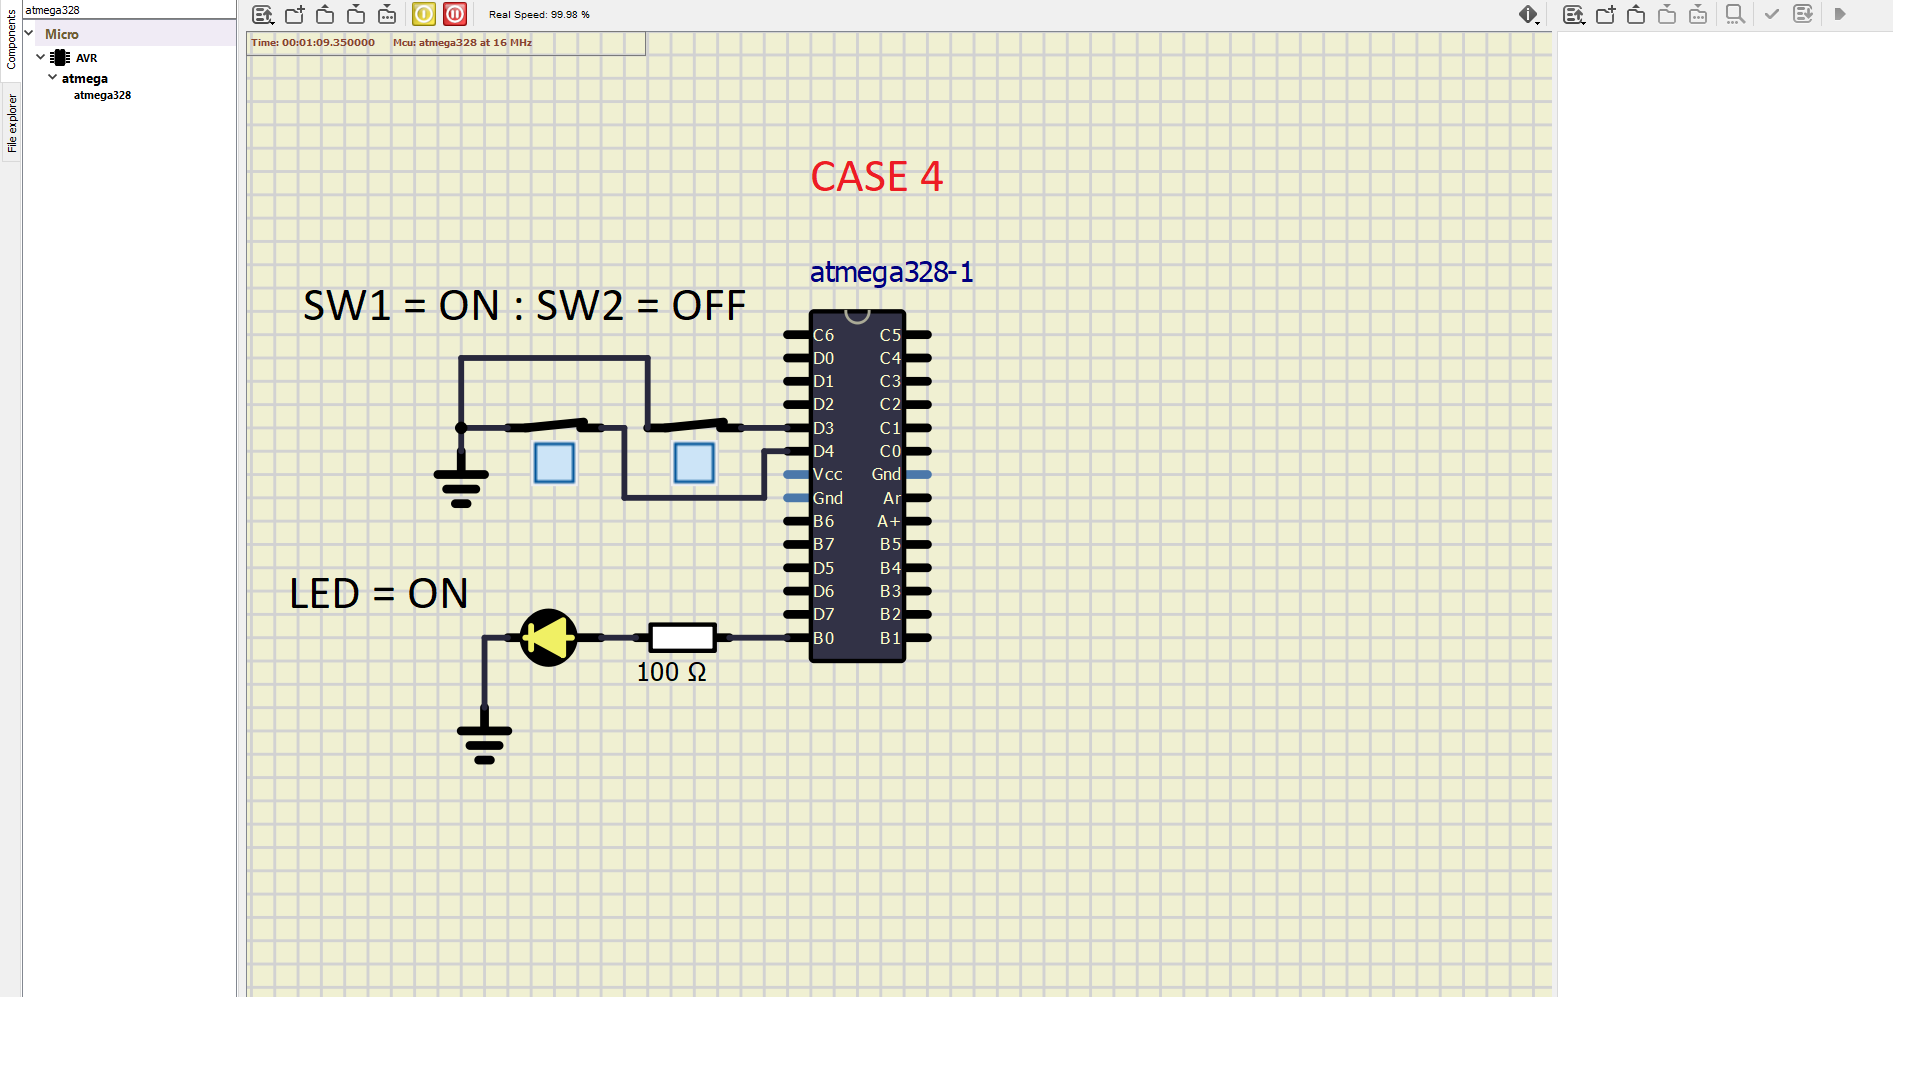 atmega328
Components
File explorer
Micro
AVR
atmega
atmega328
Real Speed: 99.98 %
Time: 00:01:09.350000 Mcu: atmega328 at 16 MHz
CASE 4
atmega328-1
SW1 = ON : SW2 = OFF
C6 C5
D0 C4
D1 C3
D2 C2
D3 C1
D4 C0
Vcc Gnd
Gnd Ar
B6 A+
B7 B5
D5 B4
D6 B3
D7 B2
B0 B1
LED = ON
100 Ω